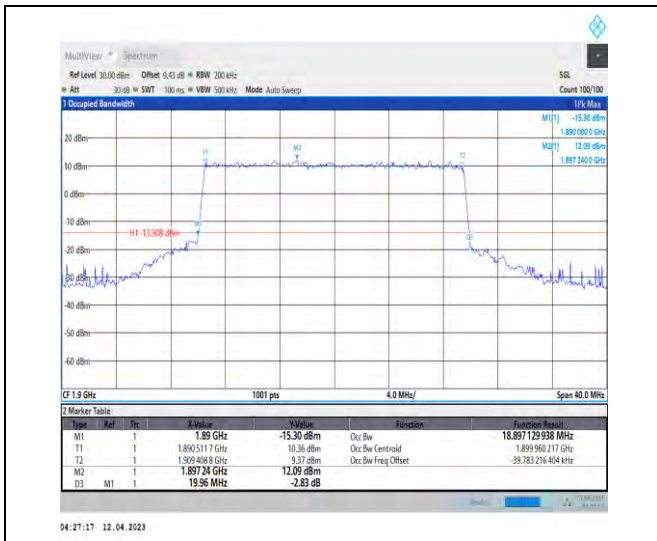 MultiView Spectrum
Ref Level 30.00 dBm Offset 9.43 dB RBW 200 kHz SGL
Att 30 dB SWT 100 ms VBW 500 kHz Mode Auto Sweep Count 100/100
1 Occupied Bandwidth 1Pk Max
M1[1] -15.30 dBm
1.890 000 0 GHz
M2[1] 12.09 dBm
1.897 240 0 GHz
20 dBm
T1 M2 T2
10 dBm
0 dBm
-10 dBm
M1
H1 -13.908 dBm
D3
-20 dBm
-30 dBm
-40 dBm
-50 dBm
-60 dBm
CF 1.9 GHz 1001 pts 4.0 MHz/ Span 40.0 MHz
2 Marker Table
Type Ref Trc X-Value Y-Value Function Function Result
M1 1 1.89 GHz -15.30 dBm Occ Bw 18.897 129 938 MHz
T1 1 1.890 511 7 GHz 10.36 dBm Occ Bw Centroid 1.899 960 217 GHz
T2 1 1.909 408 8 GHz 9.37 dBm Occ Bw Freq Offset -39.783 216 404 kHz
M2 1 1.897 24 GHz 12.09 dBm
D3 M1 1 19.96 MHz -2.83 dB
04:27:17 12.04.2023